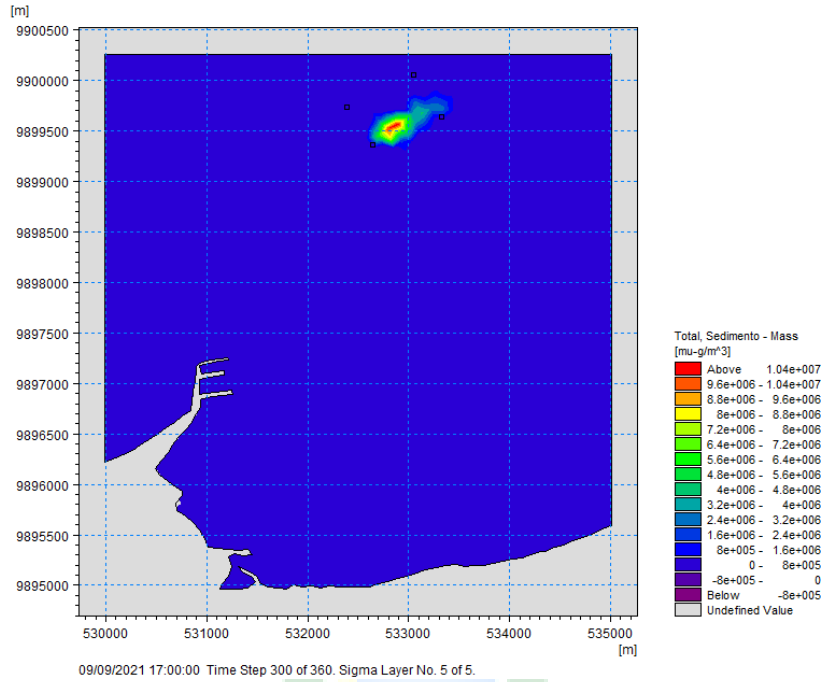 [m]
9900500
9900000
9899500
9899000
9898500
9898000
9897500
9897000
9896500
9896000
9895500
9895000
530000 531000 532000 533000 534000 535000
[m]
09/09/2021 17:00:00 Time Step 300 of 360. Sigma Layer No. 5 of 5.
Total, Sedimento - Mass
[mu-g/m^3]
Above 1.04e+007
9.6e+006 - 1.04e+007
8.8e+006 - 9.6e+006
8e+006 - 8.8e+006
7.2e+006 - 8e+006
6.4e+006 - 7.2e+006
5.6e+006 - 6.4e+006
4.8e+006 - 5.6e+006
4e+006 - 4.8e+006
3.2e+006 - 4e+006
2.4e+006 - 3.2e+006
1.6e+006 - 2.4e+006
8e+005 - 1.6e+006
0 - 8e+005
-8e+005 - 0
Below -8e+005
Undefined Value